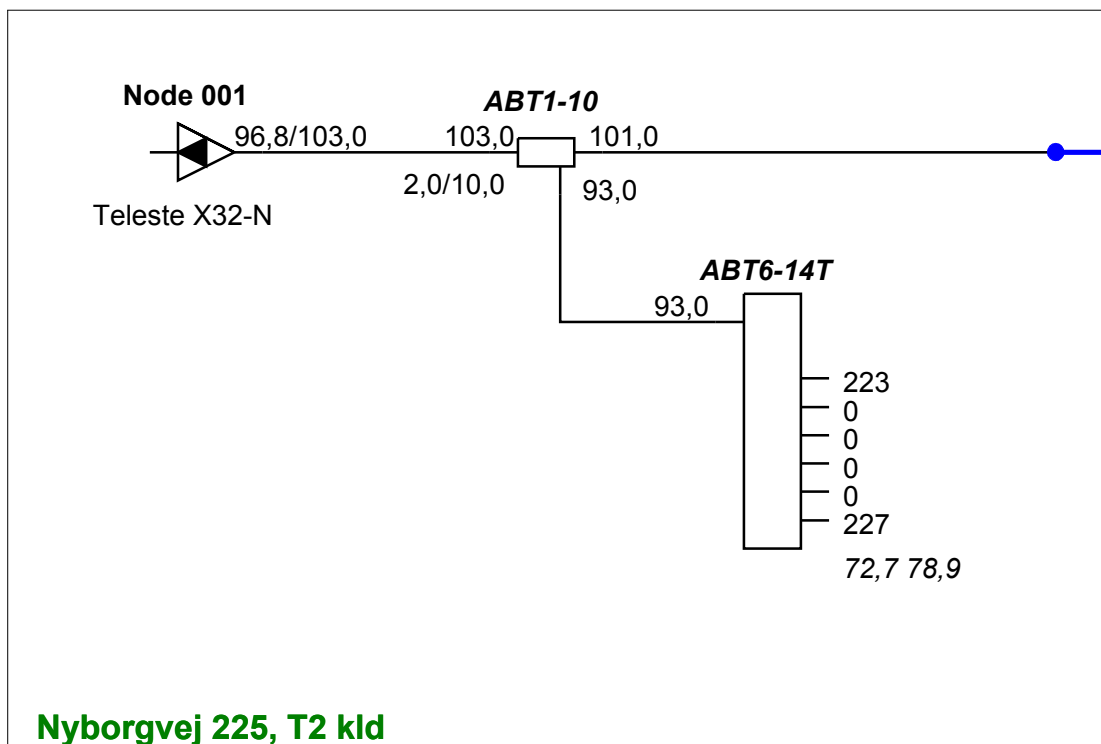 Node 001
ABT1-10
96,8/103,0
103,0
101,0
2,0/10,0
93,0
Teleste X32-N
ABT6-14T
93,0
223
0
0
0
0
227
72,7 78,9
Nyborgvej 225, T2 kld